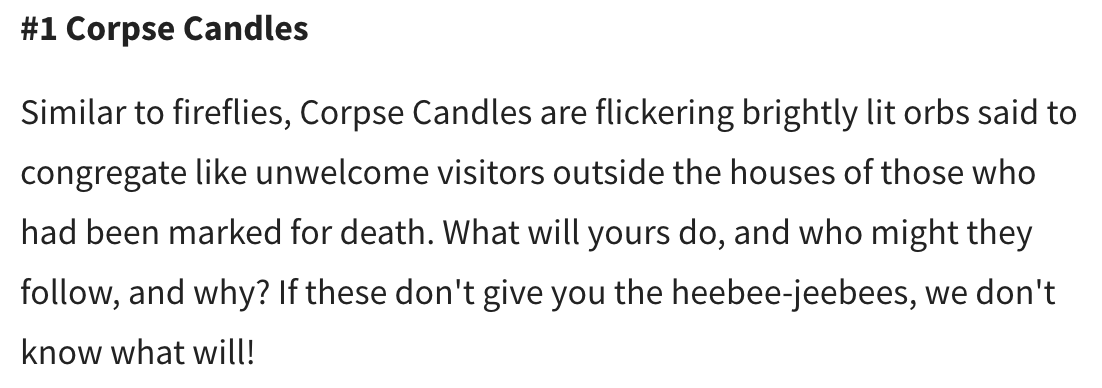 #1 Corpse Candles
Similar to fireflies, Corpse Candles are flickering brightly lit orbs said to
congregate like unwelcome visitors outside the houses of those who
had been marked for death. What will yours do, and who might they
follow, and why? If these don't give you the heebee-jeebees, we don't
know what will!